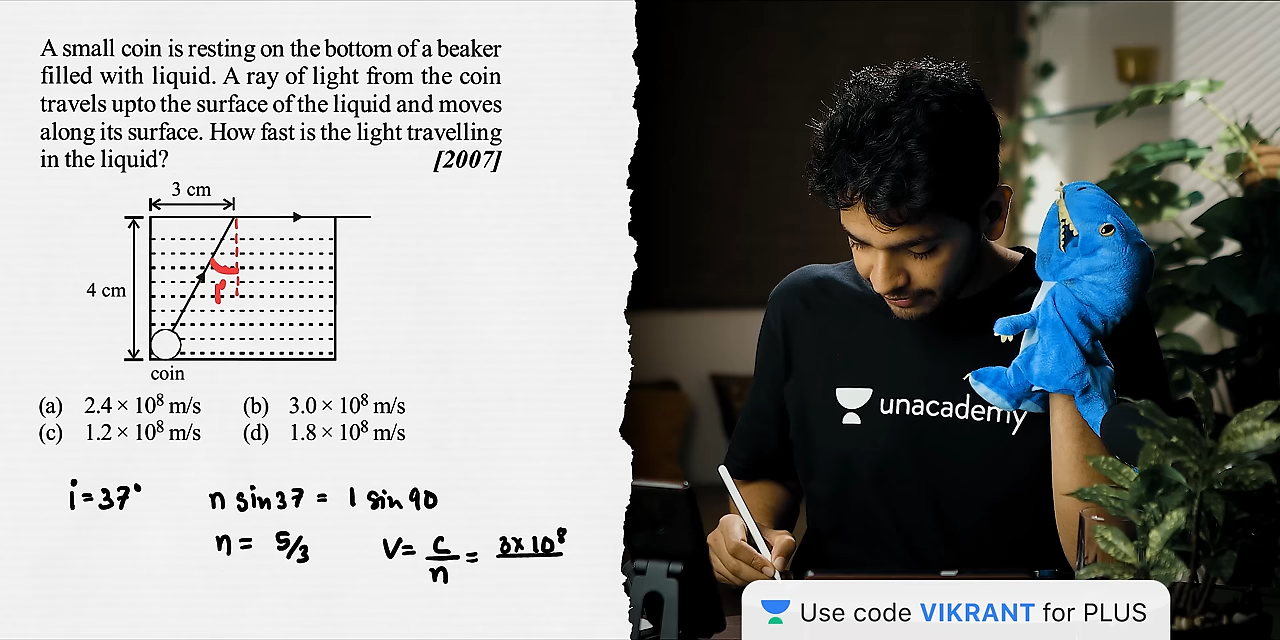 A small coin is resting on the bottom of a beaker
filled with liquid. A ray of light from the coin
travels upto the surface of the liquid and moves
along its surface. How fast is the light travelling
in the liquid? [2007]
3 cm
4 cm
r
coin
(a) 2.4 × 10⁸ m/s (b) 3.0 × 10⁸ m/s
(c) 1.2 × 10⁸ m/s (d) 1.8 × 10⁸ m/s
i = 37° n sin 37 = 1 sin 90
n = 5/3 v = c/n = 3 x 10⁸
unacademy
Use code VIKRANT for PLUS